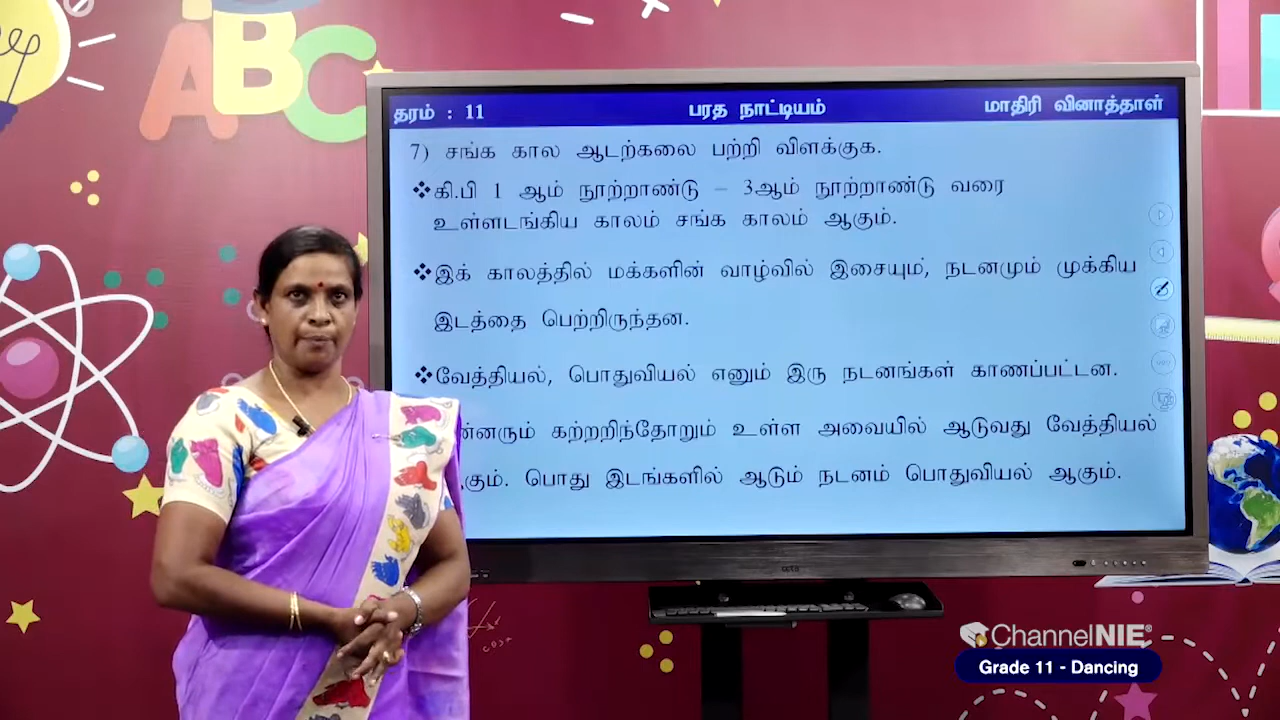 ABC
தரம் : 11 பரத நாட்டியம் மாதிரி வினாத்தாள்
7) சங்க கால ஆடற்கலை பற்றி விளக்குக.
❖கி.பி 1 ஆம் நூற்றாண்டு – 3ஆம் நூற்றாண்டு வரை
உள்ளடங்கிய காலம் சங்க காலம் ஆகும்.
❖இக் காலத்தில் மக்களின் வாழ்வில் இசையும், நடனமும் முக்கிய
இடத்தை பெற்றிருந்தன.
❖வேத்தியல், பொதுவியல் எனும் இரு நடனங்கள் காணப்பட்டன.
கற்றறிந்தோறும் உள்ள அவையில் ஆடுவது வேத்தியல்
பொது இடங்களில் ஆடும் நடனம் பொதுவியல் ஆகும்.
ChannelNIE®
Grade 11 - Dancing